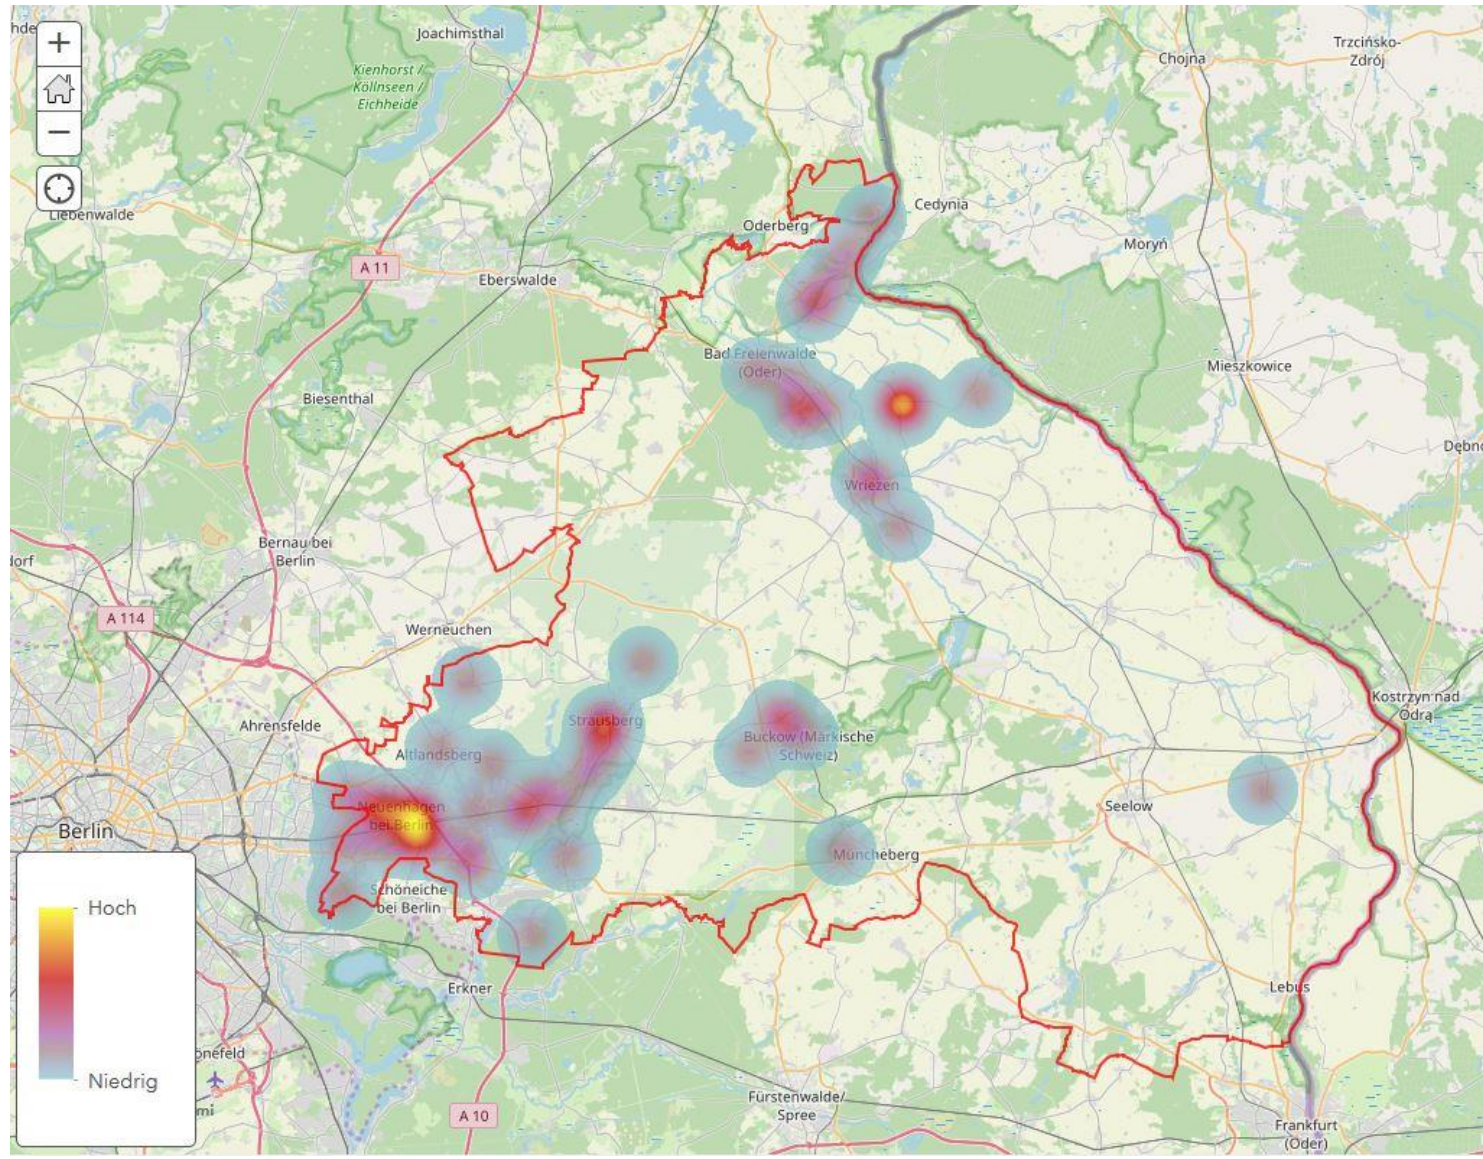 Joachimsthal
Kienhorst /
Köllnseen /
Eichheide
Chojna
Trzcińsko-
Zdrój
+
−
Liebenwalde
Oderberg
Cedynia
Moryń
A 11
Eberswalde
Bad Freienwalde
(Oder)
Mieszkowice
Biesenthal
Wriezen
Bernau bei
Berlin
dorf
A 114
Werneuchen
Ahrensfelde
Altlandsberg
Strausberg
Buckow (Märkische
Schweiz)
Kostrzyn nad
Odrą
Neuenhagen
bei Berlin
Seelow
Berlin
Müncheberg
Schöneiche
bei Berlin
Hoch
Niedrig
Erkner
Lebus
önefeld
A 10
Fürstenwalde/
Spree
Frankfurt
(Oder)